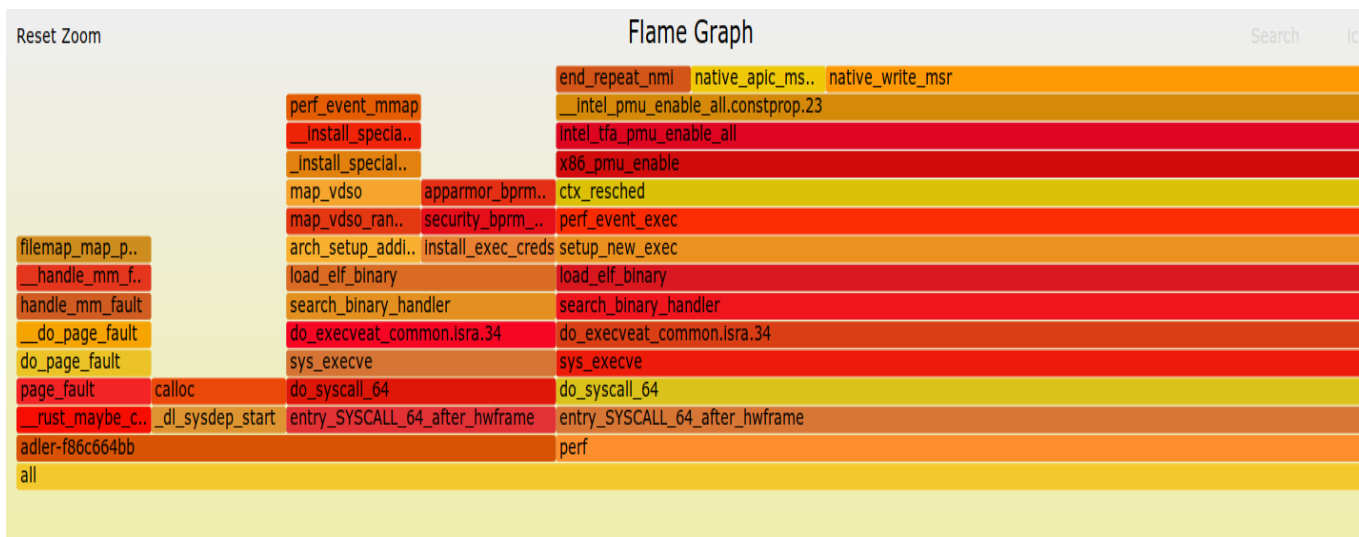 Reset Zoom Flame Graph Search Ic
end_repeat_nmi native_apic_ms.. native_write_msr
perf_event_mmap __intel_pmu_enable_all.constprop.23
__install_specia.. intel_tfa_pmu_enable_all
_install_special.. x86_pmu_enable
map_vdso apparmor_bprm.. ctx_resched
map_vdso_ran.. security_bprm_.. perf_event_exec
filemap_map_p.. arch_setup_addi.. install_exec_creds setup_new_exec
__handle_mm_f.. load_elf_binary load_elf_binary
handle_mm_fault search_binary_handler search_binary_handler
__do_page_fault do_execveat_common.isra.34 do_execveat_common.isra.34
do_page_fault sys_execve sys_execve
page_fault calloc do_syscall_64 do_syscall_64
__rust_maybe_c.. _dl_sysdep_start entry_SYSCALL_64_after_hwframe entry_SYSCALL_64_after_hwframe
adler-f86c664bb perf
all